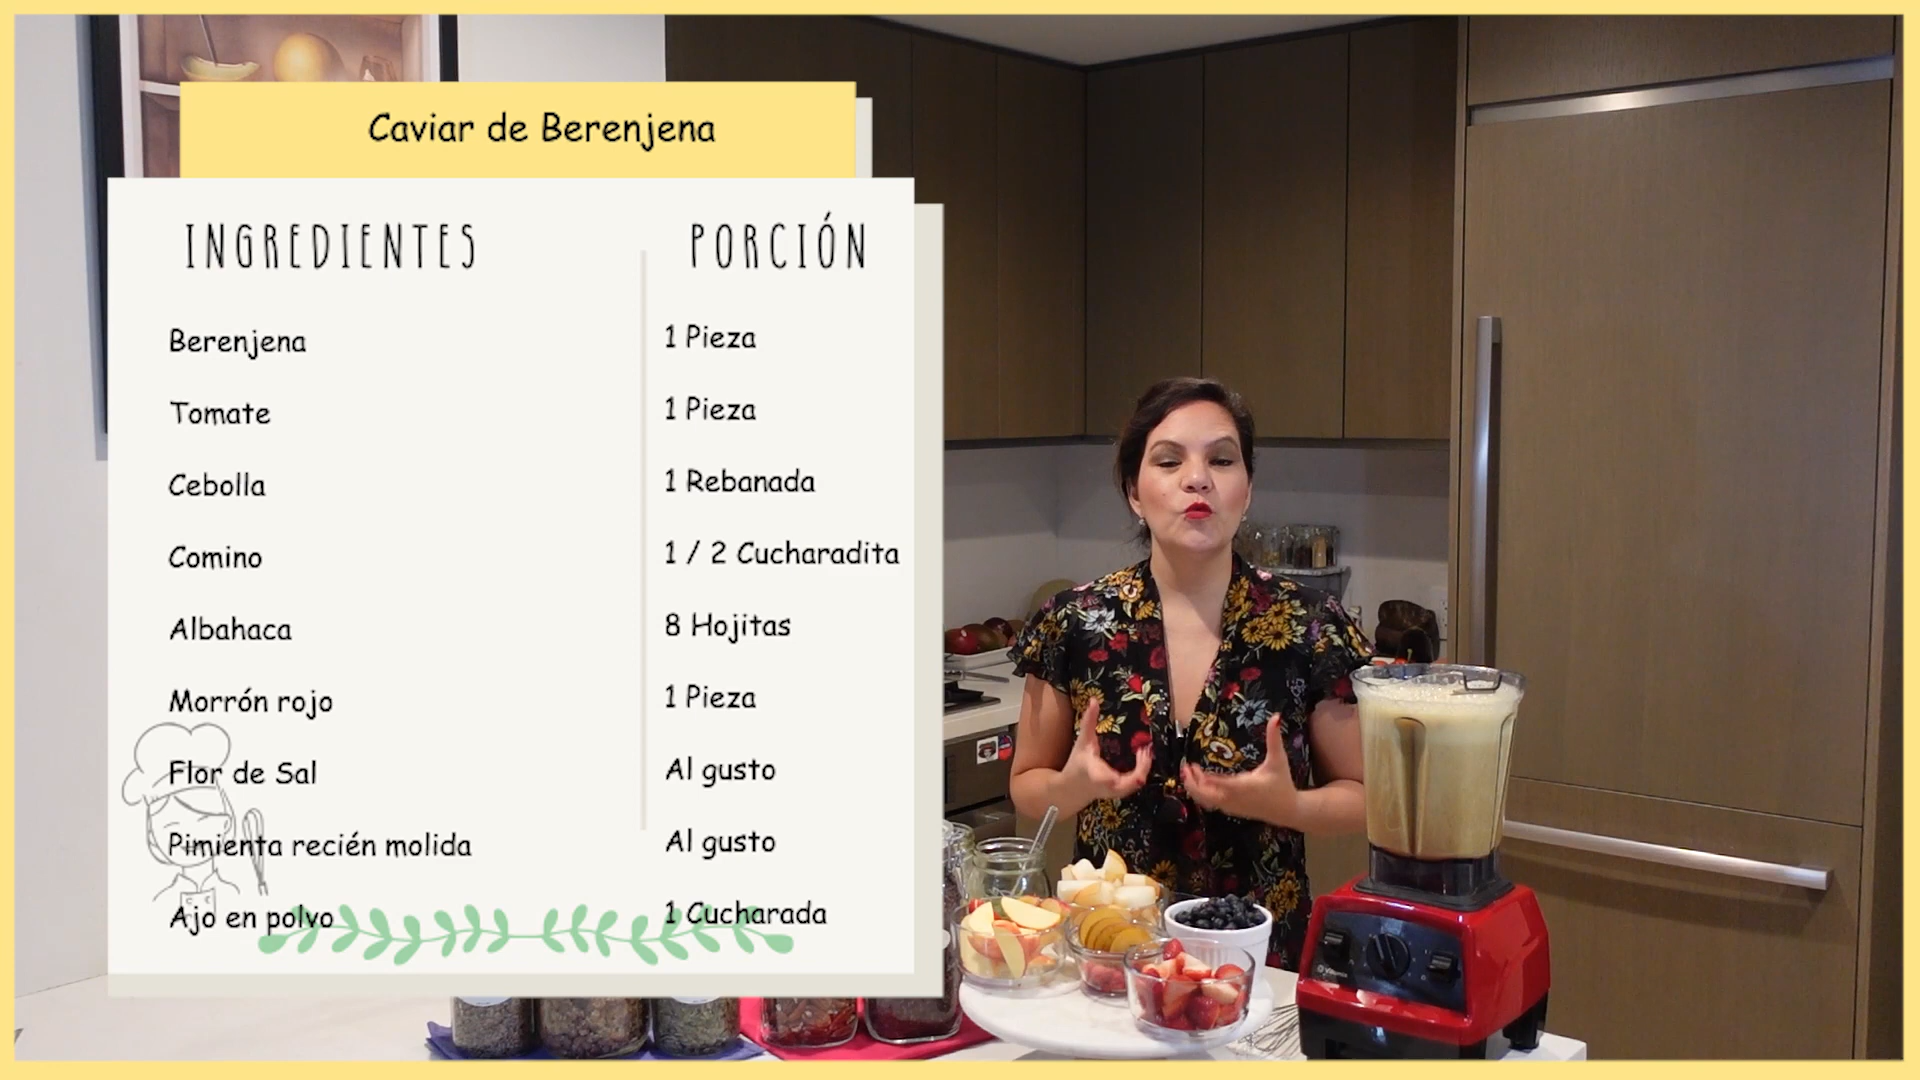 Caviar de Berenjena
INGREDIENTES PORCIÓN
Berenjena 1 Pieza
Tomate 1 Pieza
Cebolla 1 Rebanada
Comino 1 / 2 Cucharadita
Albahaca 8 Hojitas
Morrón rojo 1 Pieza
Flor de Sal Al gusto
Pimienta recién molida Al gusto
Ajo en polvo 1 Cucharada